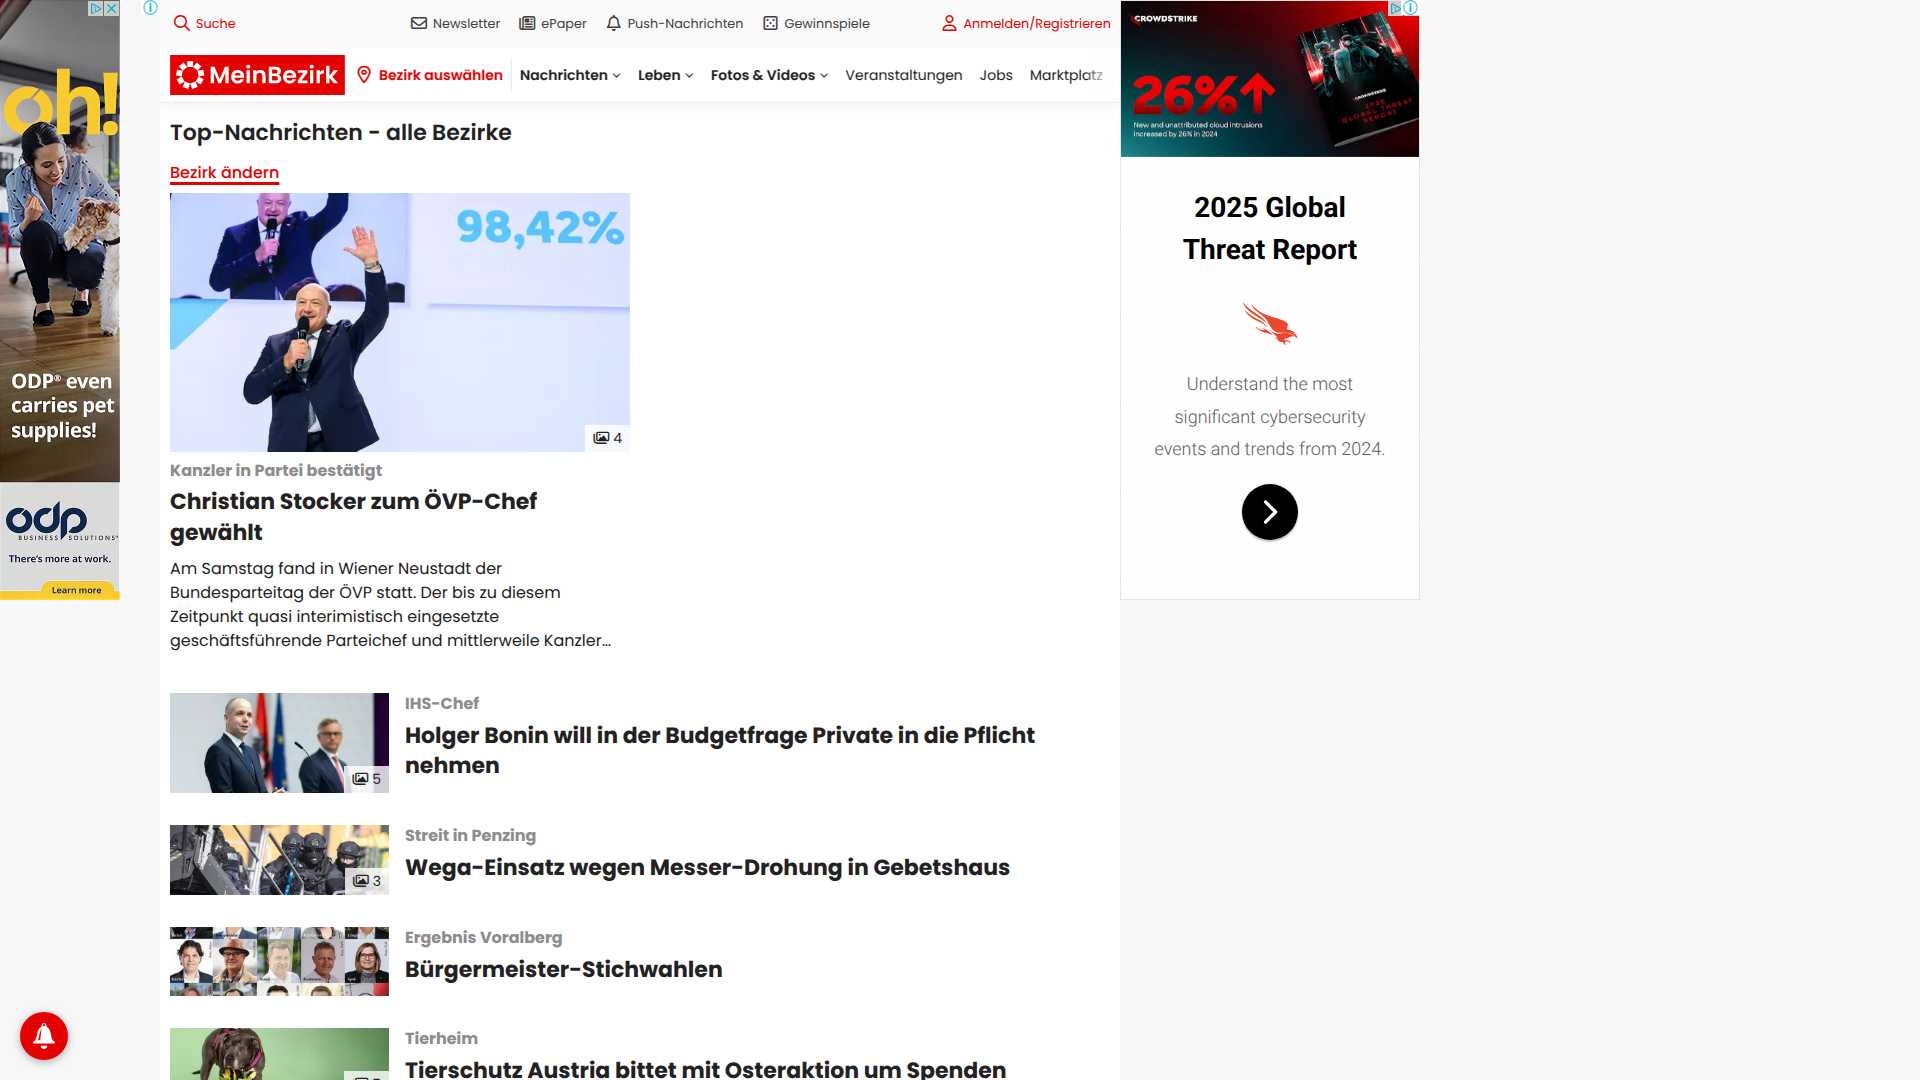 Suche
Newsletter
ePaper
Push-Nachrichten
Gewinnspiele
Anmelden/Registrieren
MeinBezirk
Bezirk auswählen
Nachrichten
Leben
Fotos & Videos
Veranstaltungen
Jobs
Marktplatz
Top-Nachrichten - alle Bezirke
Bezirk ändern
98,42%
4
Kanzler in Partei bestätigt
Christian Stocker zum ÖVP-Chef
gewählt
Am Samstag fand in Wiener Neustadt der
Bundesparteitag der ÖVP statt. Der bis zu diesem
Zeitpunkt quasi interimistisch eingesetzte
geschäftsführende Parteichef und mittlerweile Kanzler...
5
IHS-Chef
Holger Bonin will in der Budgetfrage Private in die Pflicht
nehmen
3
Streit in Penzing
Wega-Einsatz wegen Messer-Drohung in Gebetshaus
Ergebnis Voralberg
Bürgermeister-Stichwahlen
Tierheim
Tierschutz Austria bittet mit Osteraktion um Spenden
oh!
ODP® even
carries pet
supplies!
odp
BUSINESS SOLUTIONS
There's more at work.
Learn more
CROWDSTRIKE
26%
New and unattributed cloud intrusions
increased by 26% in 2024
CROWDSTRIKE
2025
GLOBAL THREAT
REPORT
2025 Global
Threat Report
Understand the most
significant cybersecurity
events and trends from 2024.